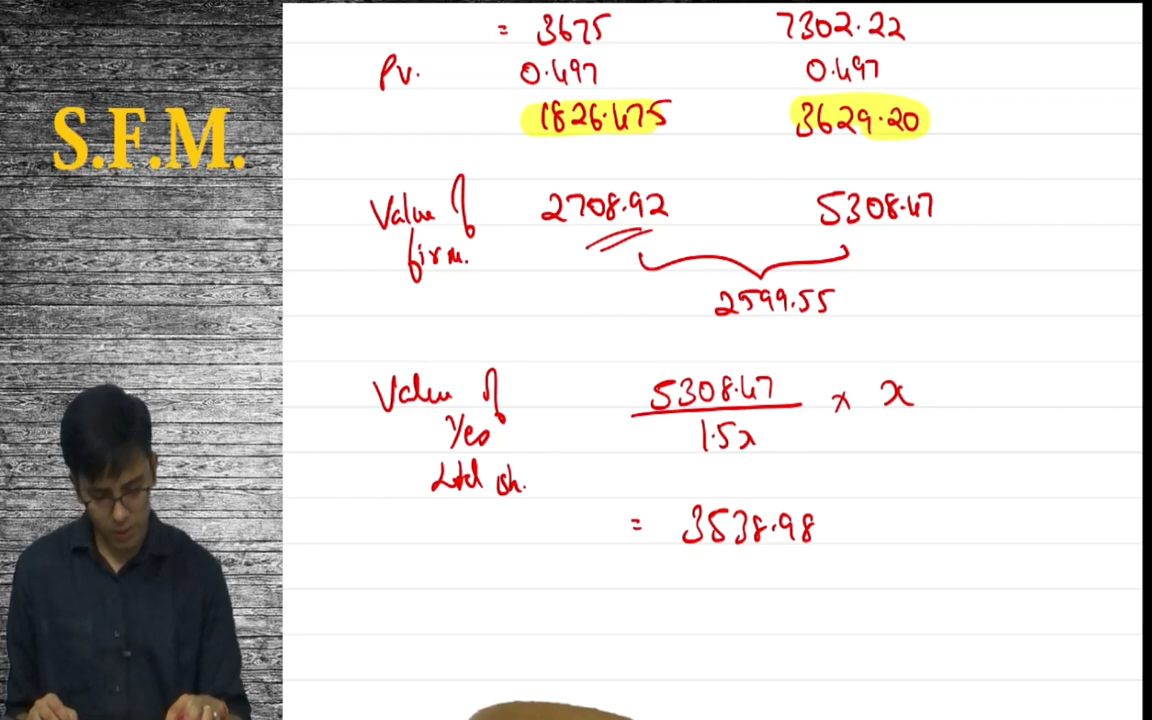 = 3675 7302.22
PV. 0.497 0.497
1826.475 3629.20
S.F.M.
Value of 2708.92 5308.47
firm.
2599.55
Value of 5308.47 × x
Yes 1.5x
Ltd sh.
= 3538.98